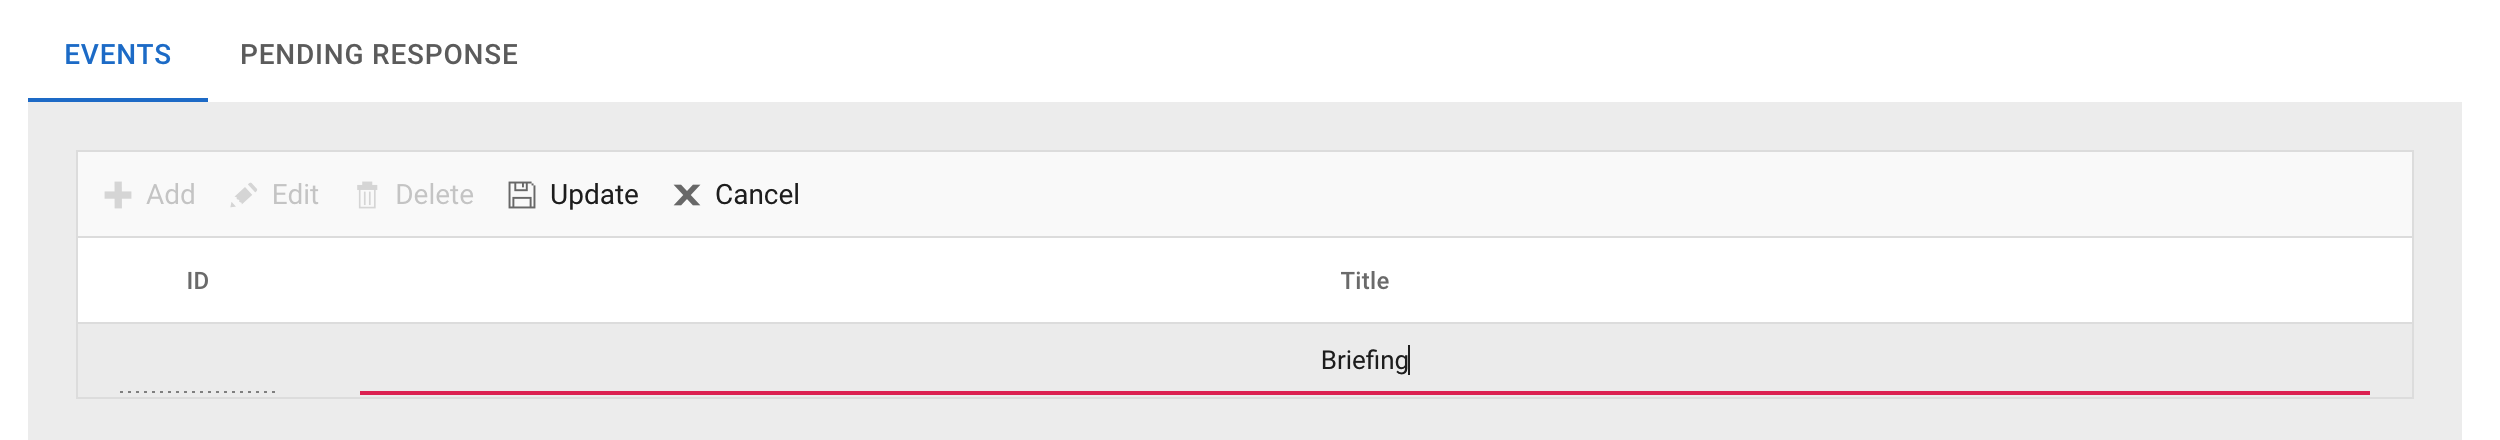 EVENTS PENDING RESPONSE
Add Edit Delete Update Cancel
ID Title
Briefing